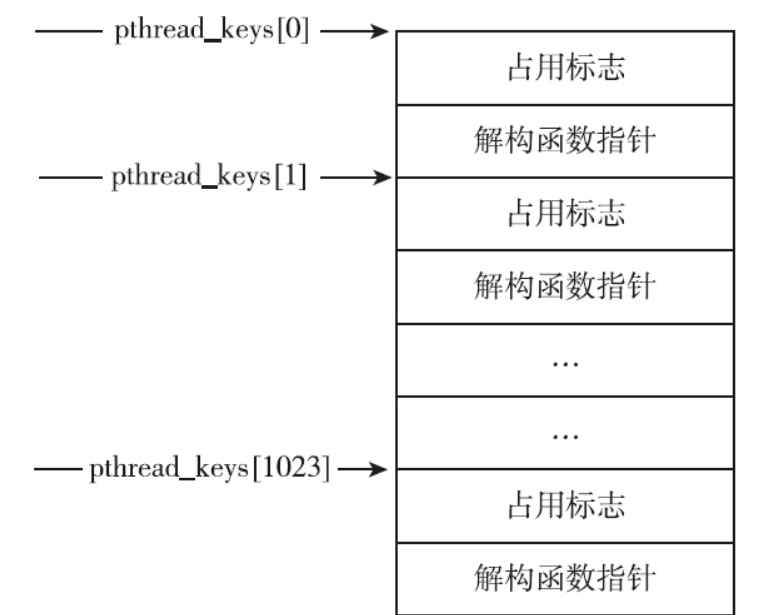 pthread_keys[0]
占用标志
解构函数指针
pthread_keys[1]
占用标志
解构函数指针
…
…
pthread_keys[1023]
占用标志
解构函数指针